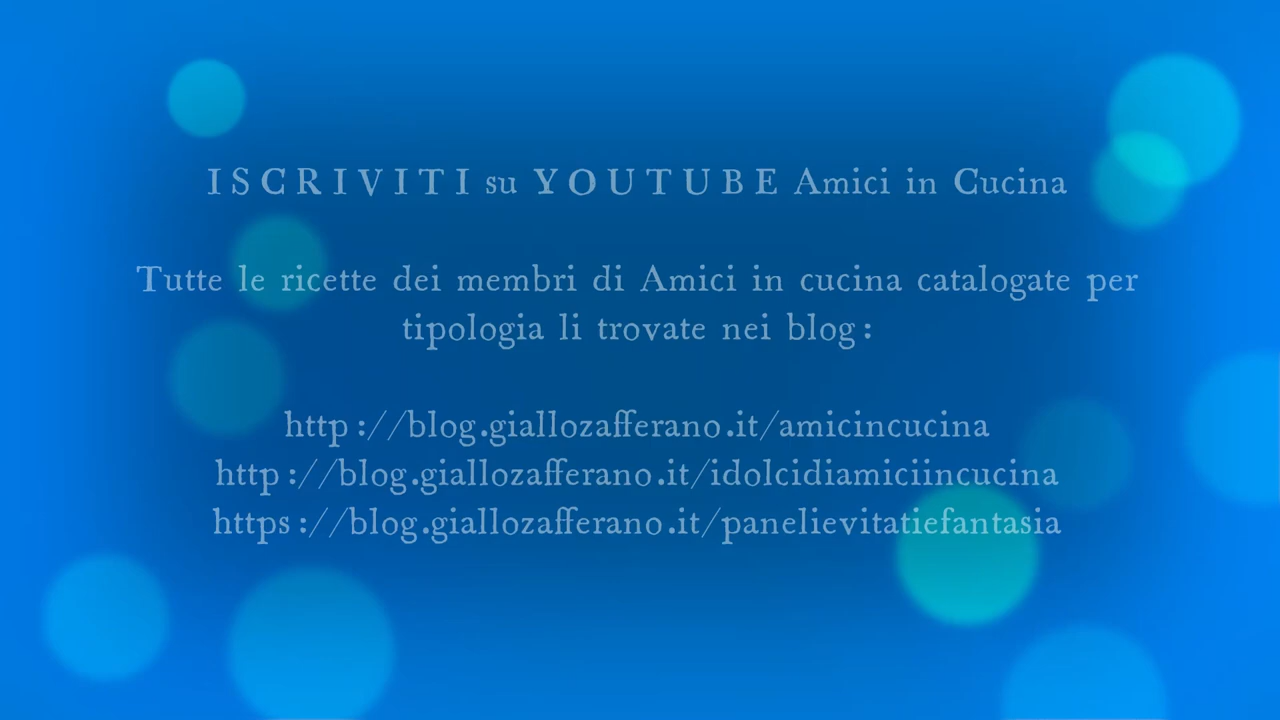 ISCRIVITI su YOUTUBE Amici in Cucina
Tutte le ricette dei membri di Amici in cucina catalogate per
tipologia li trovate nei blog:
http://blog.giallozafferano.it/amicincucina
http://blog.giallozafferano.it/idolcidiamiciincucina
https://blog.giallozafferano.it/panelievitatiefantasia